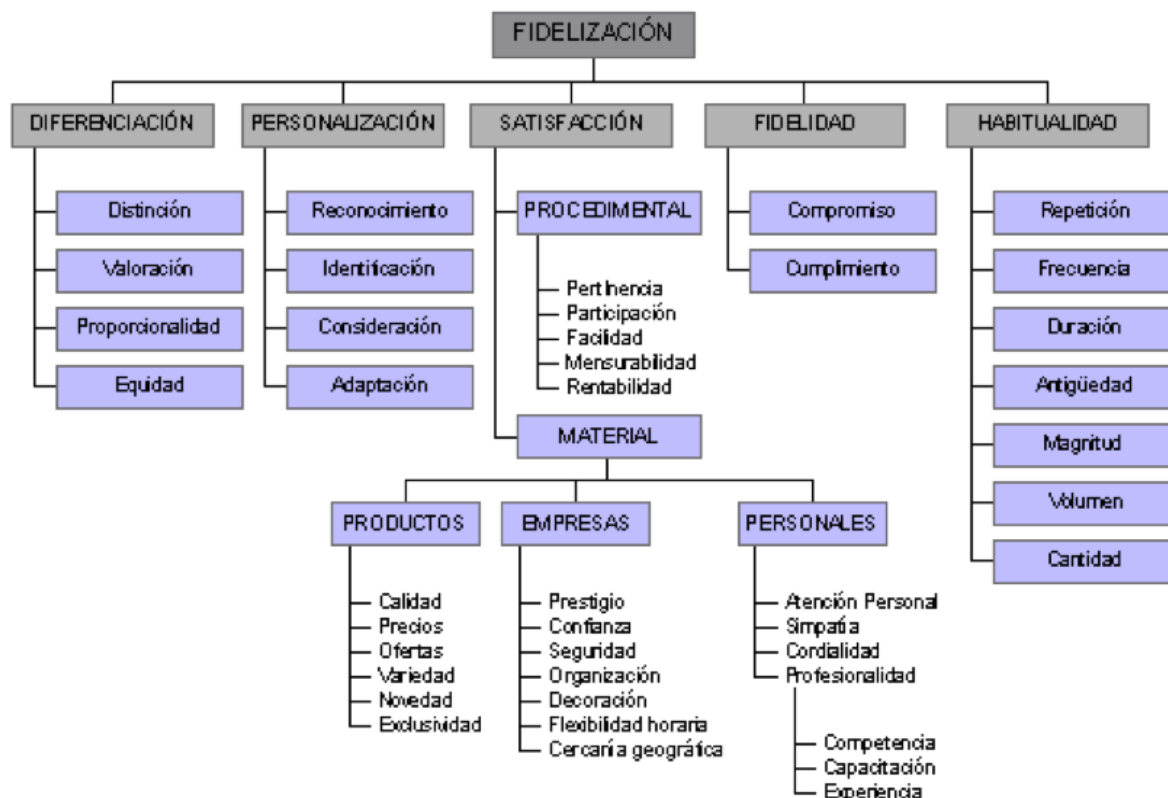 FIDELIZACIÓN
DIFERENCIACIÓN
Distinción
Valoración
Proporcionalidad
Equidad
PERSONALIZACIÓN
Reconocimiento
Identificación
Consideración
Adaptación
SATISFACCIÓN
PROCEDIMENTAL
Pertinencia
Participación
Facilidad
Mensurabilidad
Rentabilidad
MATERIAL
PRODUCTOS
Calidad
Precios
Ofertas
Variedad
Novedad
Exclusividad
EMPRESAS
Prestigio
Confianza
Seguridad
Organización
Decoración
Flexibilidad horaria
Cercanía geográfica
PERSONALES
Atención Personal
Simpatía
Cordialidad
Profesionalidad
Competencia
Capacitación
Experiencia
FIDELIDAD
Compromiso
Cumplimiento
HABITUALIDAD
Repetición
Frecuencia
Duración
Antigüedad
Magnitud
Volumen
Cantidad